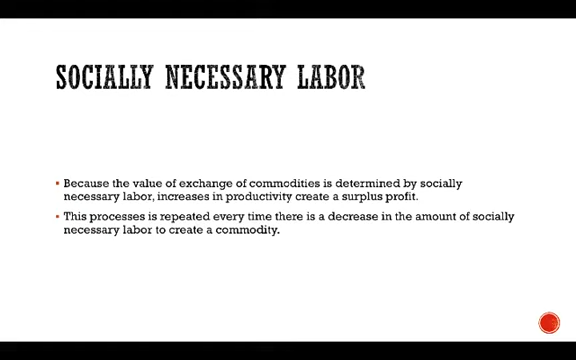 SOCIALLY NECESSARY LABOR
Because the value of exchange of commodities is determined by socially
necessary labor, increases in productivity create a surplus profit.
This processes is repeated every time there is a decrease in the amount of socially
necessary labor to create a commodity.